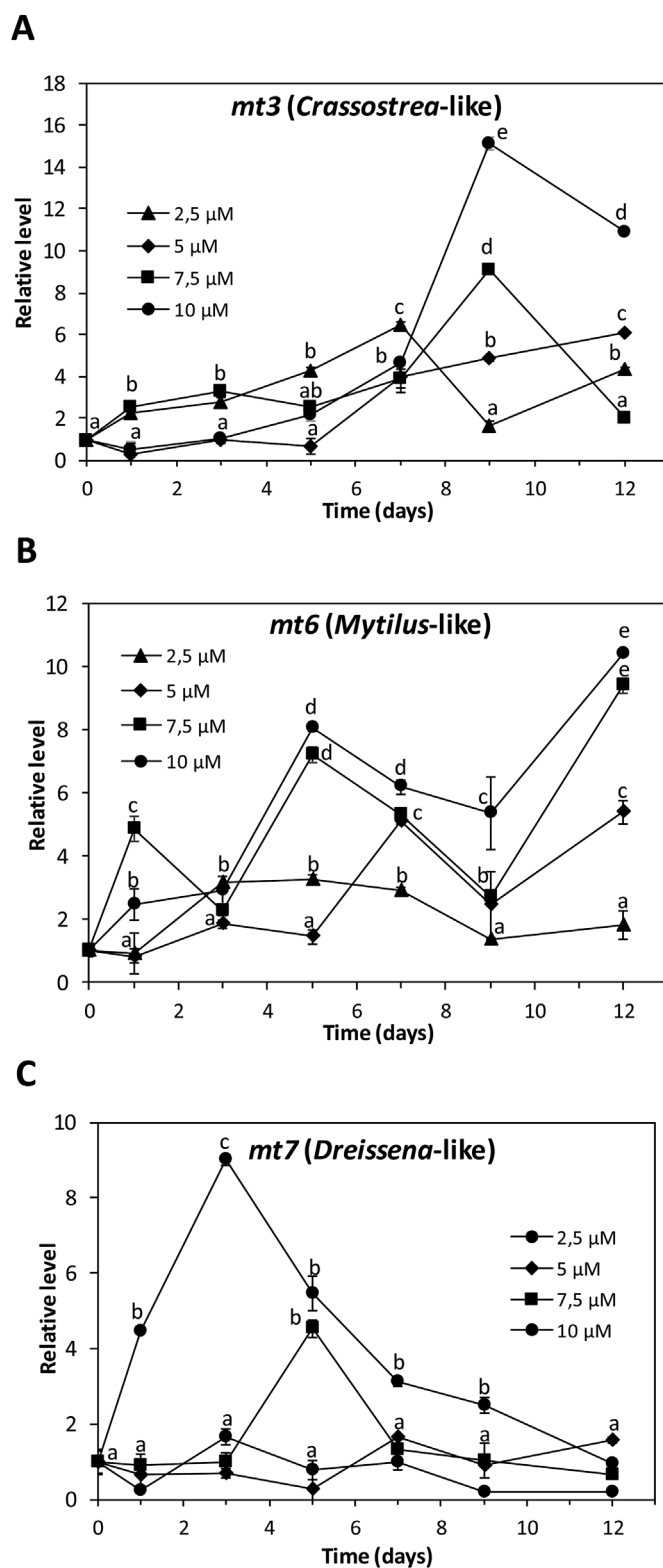 A
mt3 (Crassostrea-like)
18
16
14
12
10
8
6
4
2
0
Relative level
2,5 µM
5 µM
7,5 µM
10 µM
e
d
d
c
c
b
b
b
b
b
b
ab
a
a
a
a
a
a
0 2 4 6 8 10 12
Time (days)
B
mt6 (Mytilus-like)
12
10
8
6
4
2
0
Relative level
2,5 µM
5 µM
7,5 µM
10 µM
e
e
d
d
d
c
c
c
c
b
b
b
b
b
a
a
a
a
a
0 2 4 6 8 10 12
Time (days)
C
mt7 (Dreissena-like)
10
8
6
4
2
0
Relative level
2,5 µM
5 µM
7,5 µM
10 µM
c
b
b
b
b
b
a
a
a
a
a
a
a
0 2 4 6 8 10 12
Time (days)